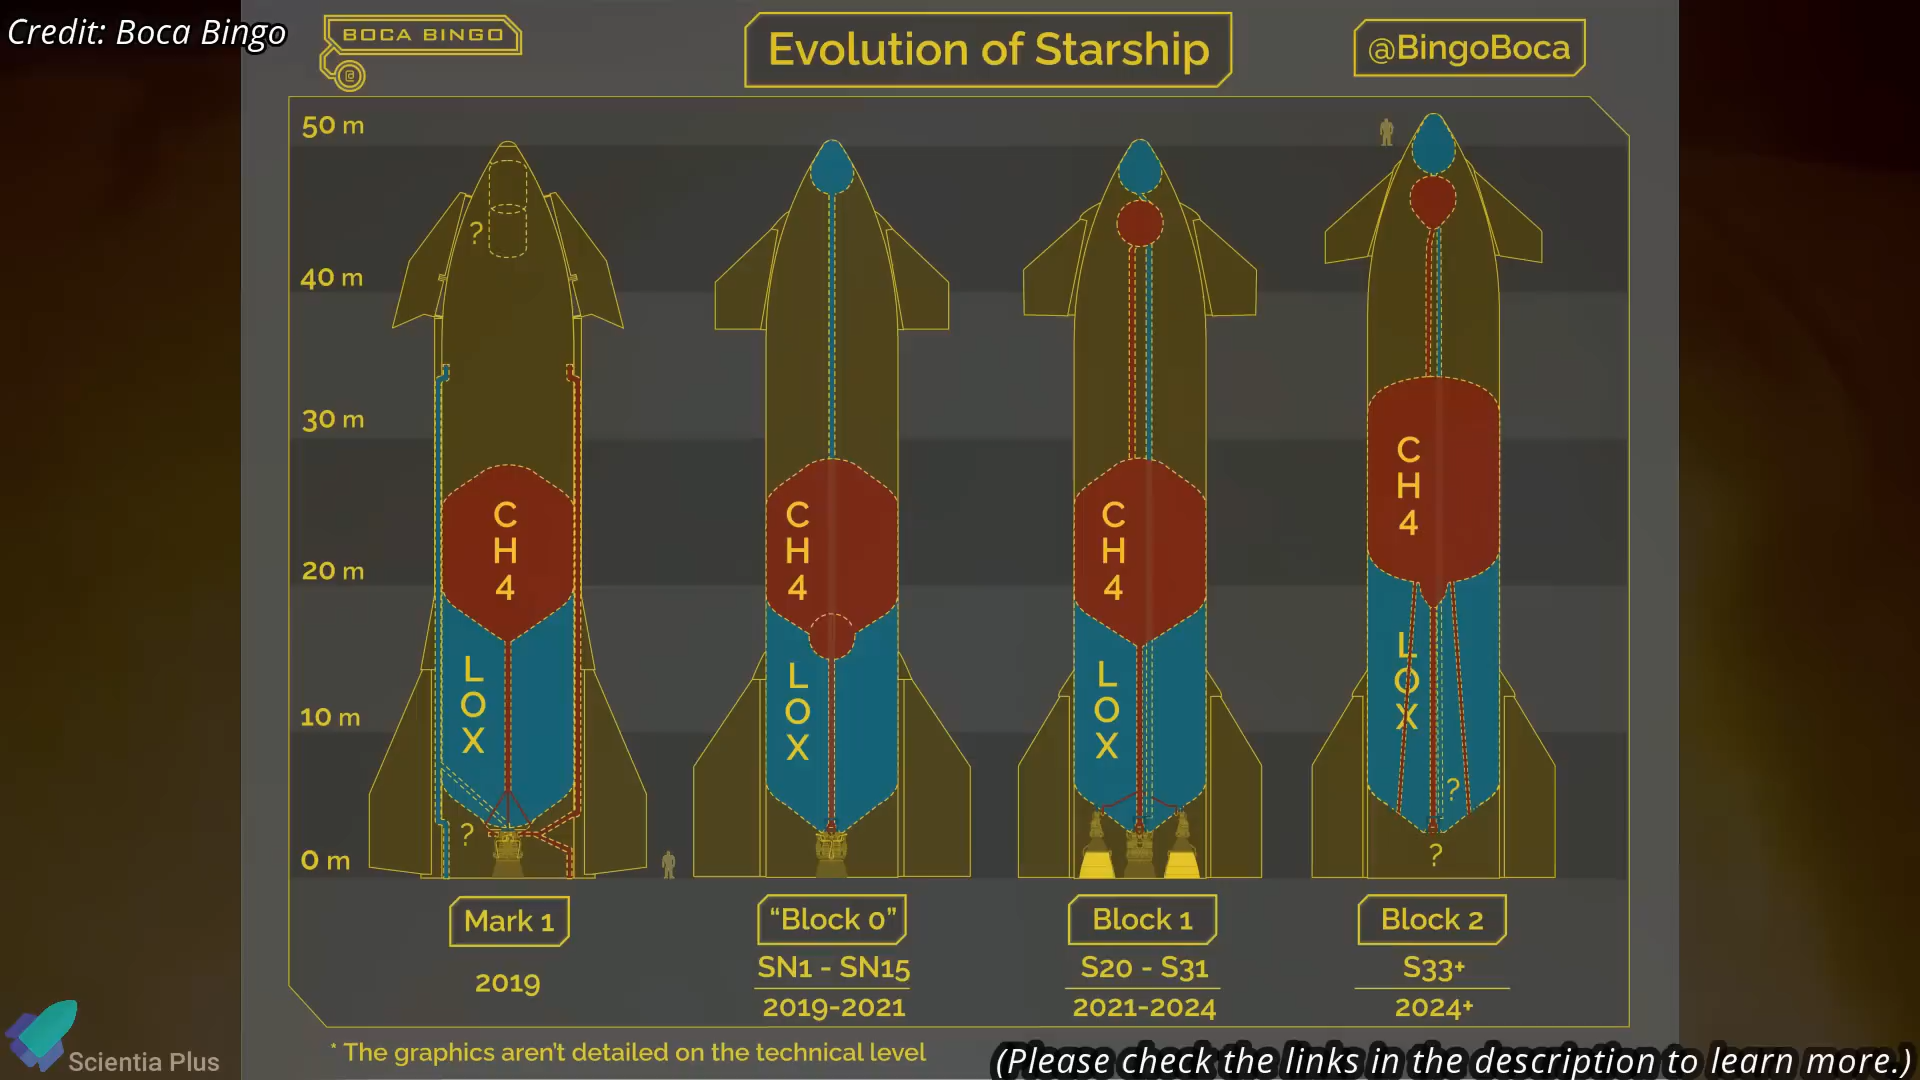 Credit: Boca Bingo
BOCA BINGO
Evolution of Starship
@BingoBoca
50 m
40 m
30 m
20 m
10 m
0 m
?
C
H
4
L
O
X
?
C
H
4
L
O
X
C
H
4
L
O
X
C
H
4
L
O
X
?
?
Mark 1
2019
"Block 0"
SN1 - SN15
2019-2021
Block 1
S20 - S31
2021-2024
Block 2
S33+
2024+
* The graphics aren't detailed on the technical level
Scientia Plus
(Please check the links in the description to learn more.)